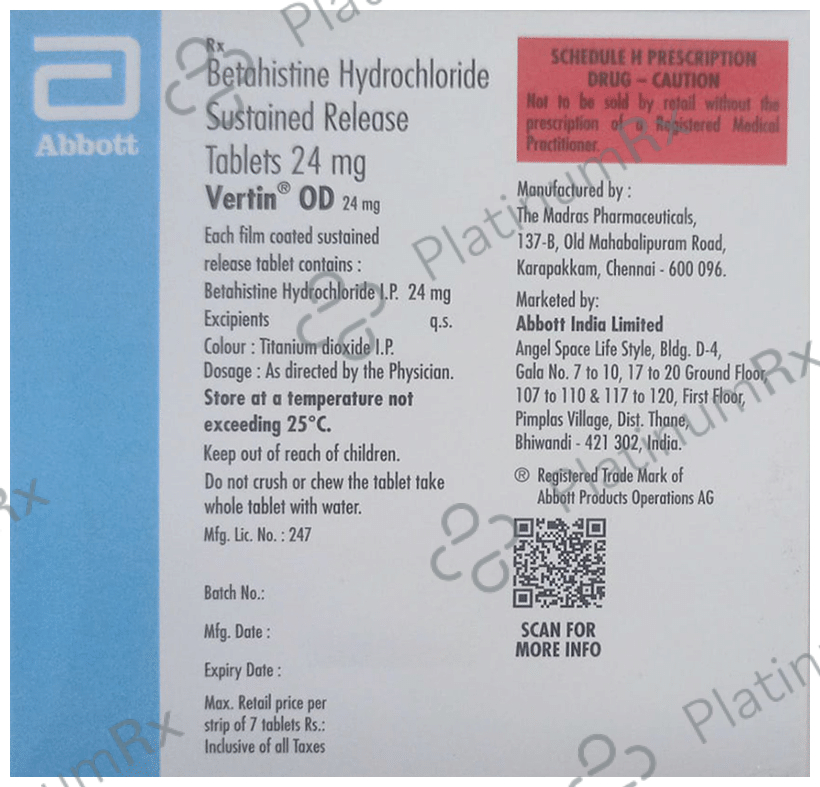 Abbott
Rx
Betahistine Hydrochloride
Sustained Release
Tablets 24 mg
Vertin® OD 24 mg
Each film coated sustained
release tablet contains :
Betahistine Hydrochloride I.P. 24 mg
Excipients q.s.
Colour : Titanium dioxide I.P.
Dosage : As directed by the Physician.
Store at a temperature not
exceeding 25°C.
Keep out of reach of children.
Do not crush or chew the tablet take
whole tablet with water.
Mfg. Lic. No. : 247
Batch No.:
Mfg. Date :
Expiry Date :
Max. Retail price per
strip of 7 tablets Rs.:
Inclusive of all Taxes
SCHEDULE H PRESCRIPTION
DRUG – CAUTION
Not to be sold by retail without the
prescription of a Registered Medical
Practitioner.
Manufactured by :
The Madras Pharmaceuticals,
137-B, Old Mahabalipuram Road,
Karapakkam, Chennai - 600 096.
Marketed by:
Abbott India Limited
Angel Space Life Style, Bldg. D-4,
Gala No. 7 to 10, 17 to 20 Ground Floor,
107 to 110 & 117 to 120, First Floor,
Pimplas Village, Dist. Thane,
Bhiwandi - 421 302, India.
® Registered Trade Mark of
Abbott Products Operations AG
SCAN FOR
MORE INFO
PlatinumRx
PlatinumRx
PlatinumRx
Rx
umRx
Platin